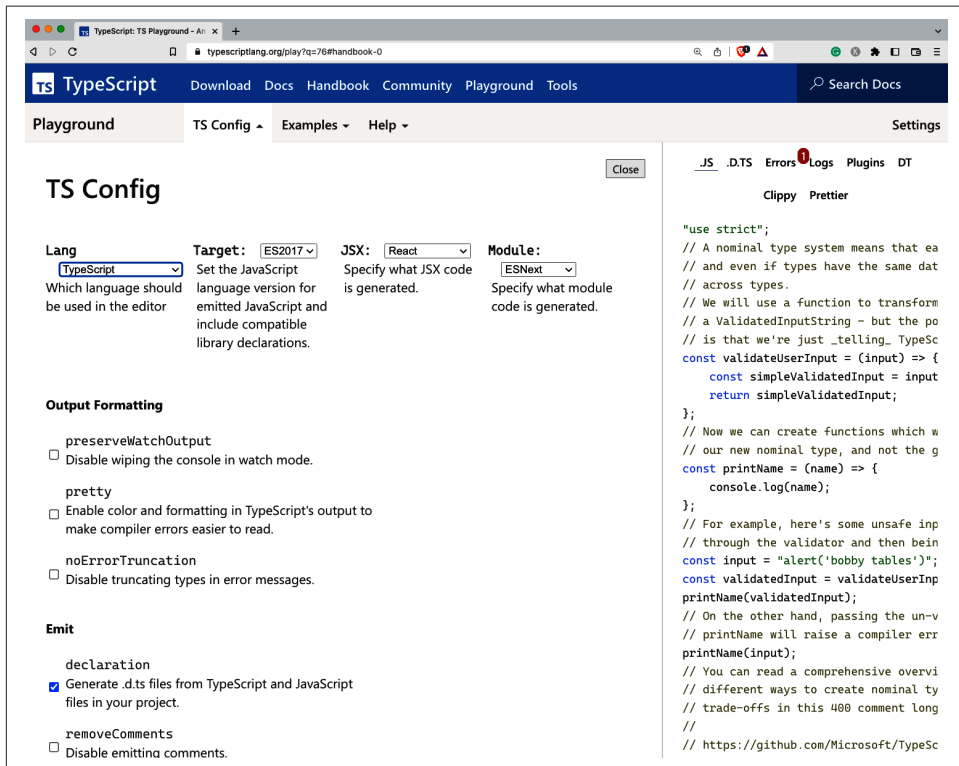 TS TypeScript: TS Playground - An × +
typescriptlang.org/play?q=76#handbook-0
TS TypeScript Download Docs Handbook Community Playground Tools Search Docs
Playground TS Config Examples Help Settings
TS Config
Close
Lang
TypeScript
Which language should
be used in the editor
Target: ES2017
Set the JavaScript
language version for
emitted JavaScript and
include compatible
library declarations.
JSX: React
Specify what JSX code
is generated.
Module:
ESNext
Specify what module
code is generated.
Output Formatting
preserveWatchOutput
Disable wiping the console in watch mode.
pretty
Enable color and formatting in TypeScript's output to
make compiler errors easier to read.
noErrorTruncation
Disable truncating types in error messages.
Emit
declaration
Generate .d.ts files from TypeScript and JavaScript
files in your project.
removeComments
Disable emitting comments.
.JS .D.TS Errors 1 Logs Plugins DT
Clippy Prettier
"use strict";
// A nominal type system means that ea
// and even if types have the same dat
// across types.
// We will use a function to transform
// a ValidatedInputString – but the po
// is that we're just _telling_ TypeSc
const validateUserInput = (input) => {
    const simpleValidatedInput = input
    return simpleValidatedInput;
};
// Now we can create functions which w
// our new nominal type, and not the g
const printName = (name) => {
    console.log(name);
};
// For example, here's some unsafe inp
// through the validator and then bein
const input = "alert('bobby tables')";
const validatedInput = validateUserInp
printName(validatedInput);
// On the other hand, passing the un-v
// printName will raise a compiler err
printName(input);
// You can read a comprehensive overvi
// different ways to create nominal ty
// trade-offs in this 400 comment long
//
// https://github.com/Microsoft/TypeSc